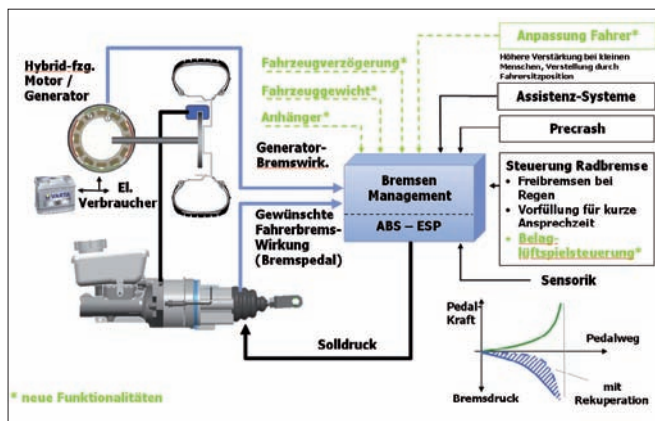 Hybrid-fzg.
Motor /
Generator
Fahrzeugverzögerung*
Fahrzeuggewicht*
Anhänger*
Anpassung Fahrer*
Höhere Verstärkung bei kleinen
Menschen, Verstellung durch
Fahrersitzposition
Assistenz-Systeme
Precrash
Generator-
Bremswirk.
VARTA
El.
Verbraucher
Bremsen
Management
ABS – ESP
Steuerung Radbremse
• Freibremsen bei
Regen
• Vorfüllung für kurze
Ansprechzeit
• Belag-
lüftspielsteuerung*
Gewünschte
Fahrerbrems-
Wirkung
(Bremspedal)
Sensorik
Solldruck
Pedal-
Kraft
Pedalweg
mit
Rekuperation
Bremsdruck
* neue Funktionalitäten